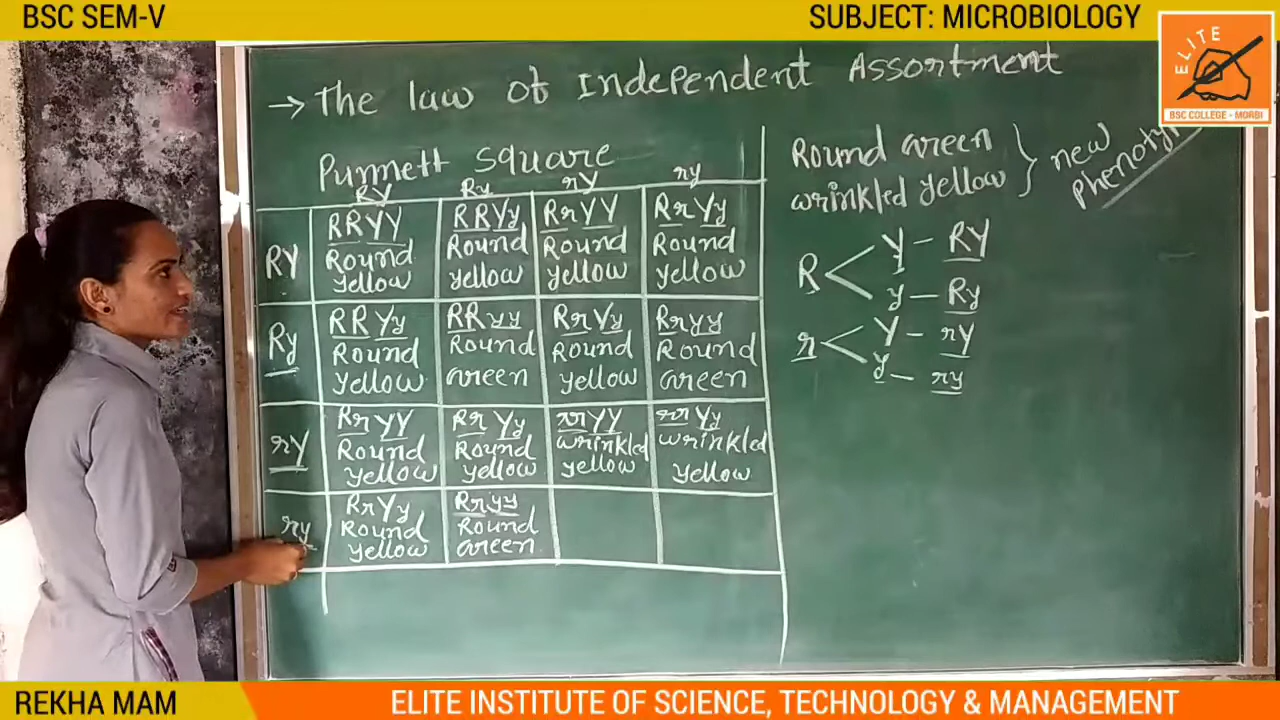 BSC SEM-V
SUBJECT: MICROBIOLOGY
ELITE
BSC COLLEGE - MORBI
→ The law of Independent Assortment
Punnett square
RY Ry rY ry
RY
RRYY
Round
yellow
RRYy
Round
yellow
RrYY
Round
yellow
RrYy
Round
yellow
Ry
RRYy
Round
yellow
RRyy
Round
Green
RrYy
Round
yellow
Rryy
Round
Green
rY
RrYY
Round
yellow
RrYy
Round
yellow
rrYY
wrinkled
yellow
rrYy
wrinkled
yellow
ry
RrYy
Round
yellow
Rryy
Round
Green
Round Green
wrinkled yellow
new
phenotyp
R
Y - RY
y - Ry
r
Y - rY
y - ry
REKHA MAM
ELITE INSTITUTE OF SCIENCE, TECHNOLOGY & MANAGEMENT